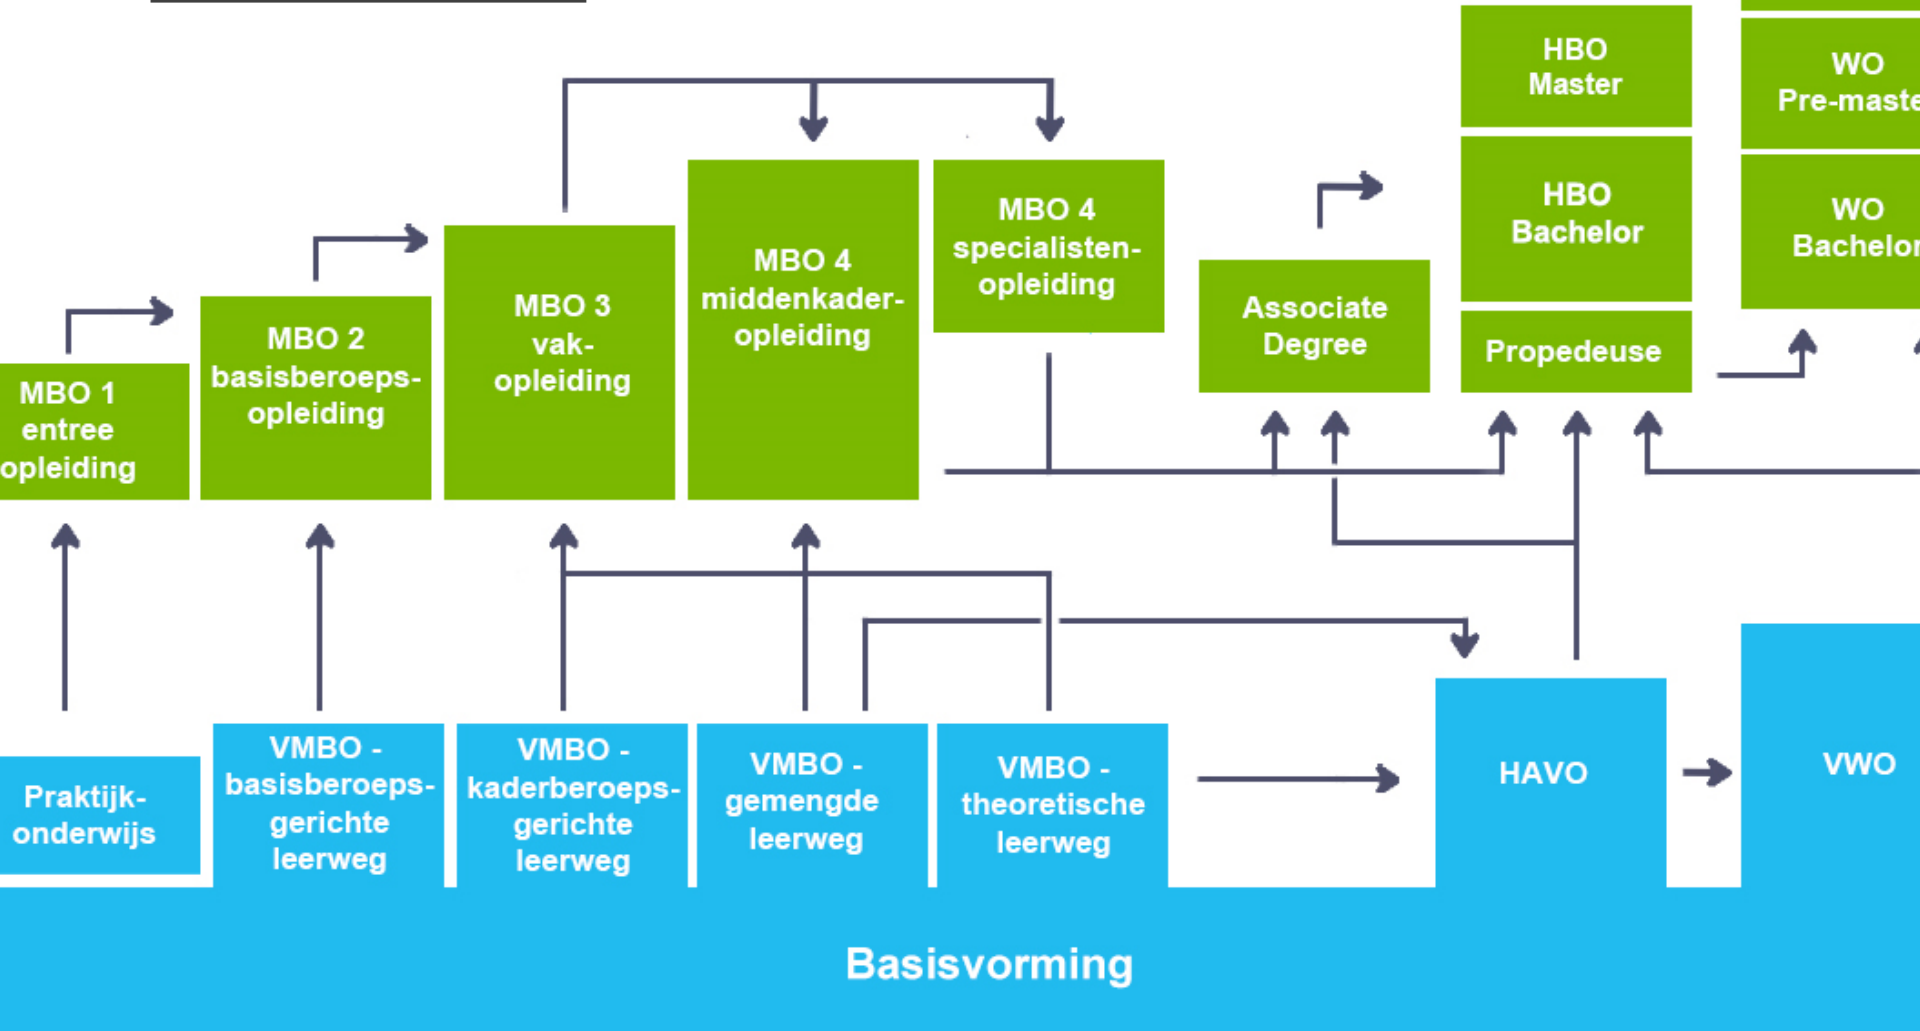 HBO
Master
WO
Pre-maste
HBO
Bachelor
WO
Bachelor
MBO 4
specialisten-
opleiding
MBO 4
middenkader-
opleiding
MBO 3
vak-
opleiding
MBO 2
basisberoeps-
opleiding
MBO 1
entree
opleiding
Associate
Degree
Propedeuse
Praktijk-
onderwijs
VMBO -
basisberoeps-
gerichte
leerweg
VMBO -
kaderberoeps-
gerichte
leerweg
VMBO -
gemengde
leerweg
VMBO -
theoretische
leerweg
HAVO
VWO
Basisvorming